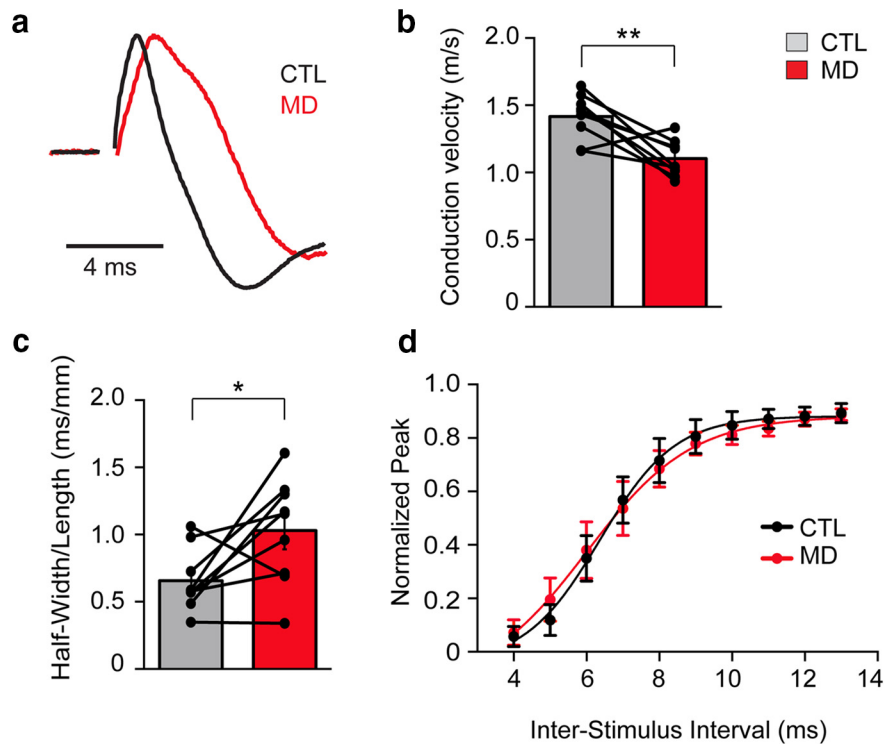 a
CTL
MD
4 ms
b
Conduction velocity (m/s)
2.0
1.5
1.0
0.5
0
**
CTL
MD
c
Half-Width/Length (ms/mm)
2.0
1.5
1.0
0.5
0
*
d
Normalized Peak
1.0
0.8
0.6
0.4
0.2
0
CTL
MD
4 6 8 10 12 14
Inter-Stimulus Interval (ms)